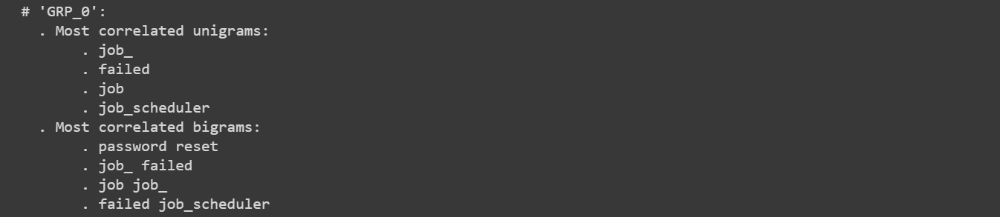 # 'GRP_0':
. Most correlated unigrams:
. job_
. failed
. job
. job_scheduler
. Most correlated bigrams:
. password reset
. job_ failed
. job job_
. failed job_scheduler